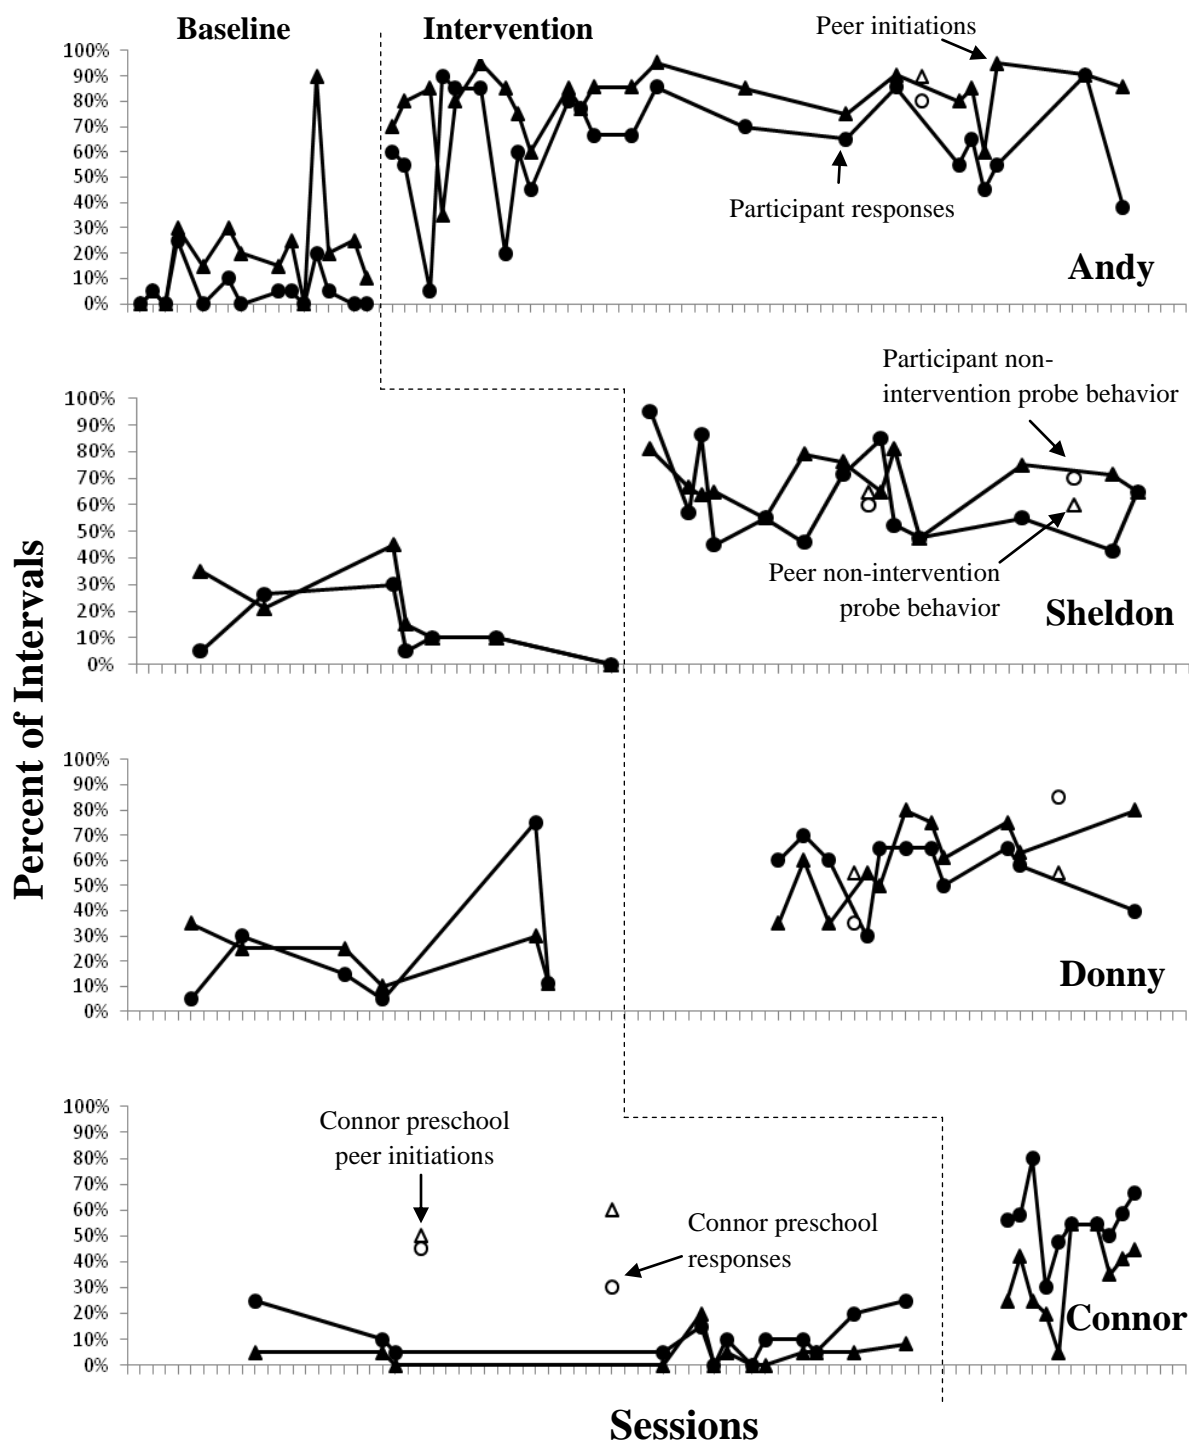 Baseline
Intervention
Peer initiations
100%
90%
80%
70%
60%
50%
40%
30%
20%
10%
0%
Participant responses
Andy
Participant non-
intervention probe behavior
100%
90%
80%
70%
60%
50%
40%
30%
20%
10%
0%
Peer non-intervention
probe behavior
Sheldon
Percent of Intervals
100%
90%
80%
70%
60%
50%
40%
30%
20%
10%
0%
Donny
100%
90%
80%
70%
60%
50%
40%
30%
20%
10%
0%
Connor preschool
peer initiations
Connor preschool
responses
Connor
Sessions